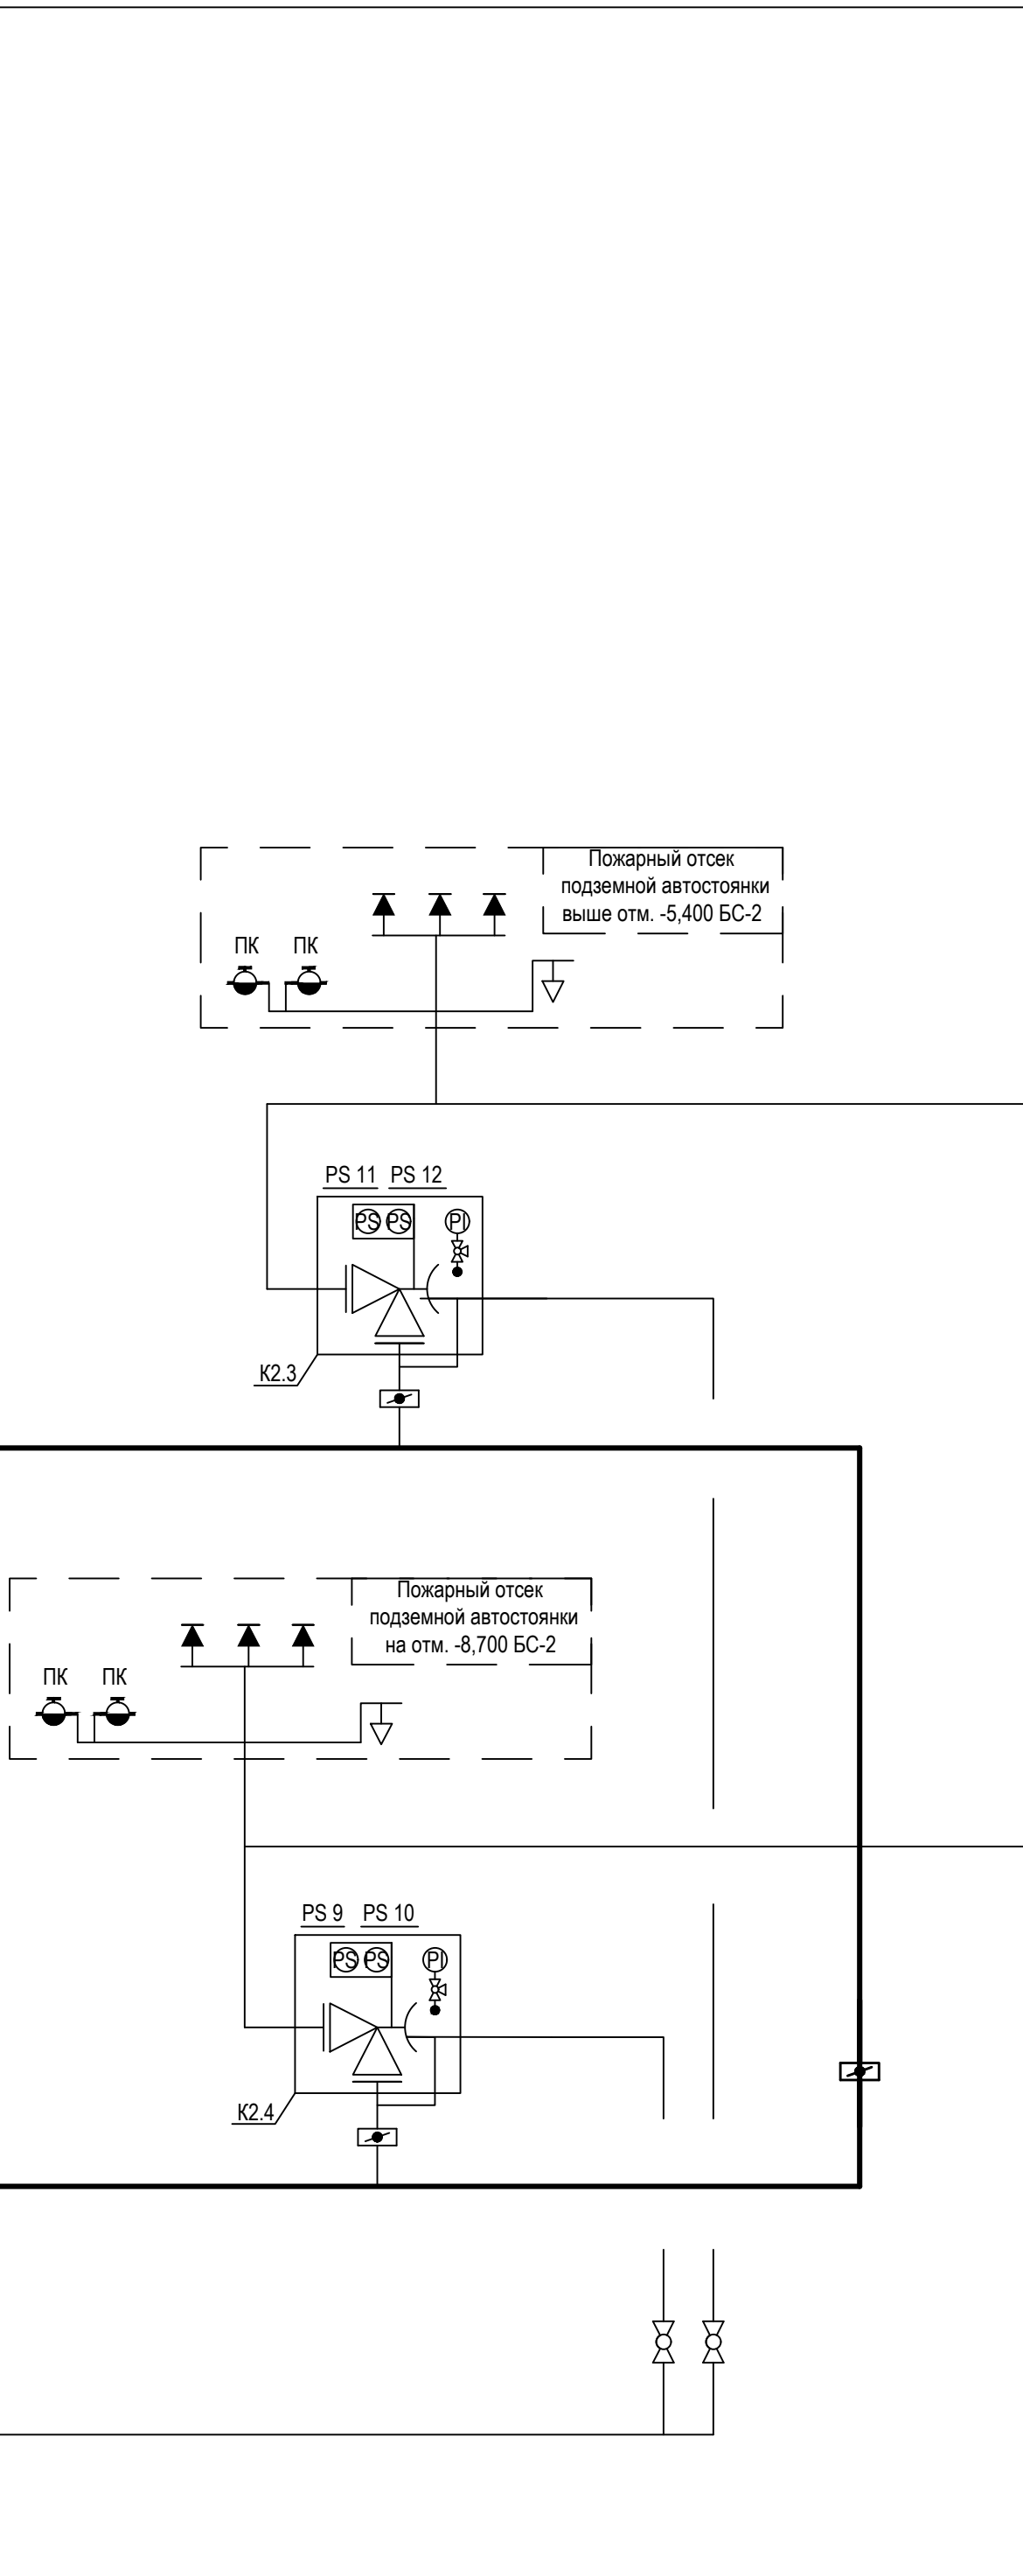 Пожарный отсек
подземной автостоянки
выше отм. -5,400 БС-2
ПК ПК
PS 11 PS 12
PS PS PI
К2.3
Пожарный отсек
подземной автостоянки
на отм. -8,700 БС-2
ПК ПК
PS 9 PS 10
PS PS PI
К2.4